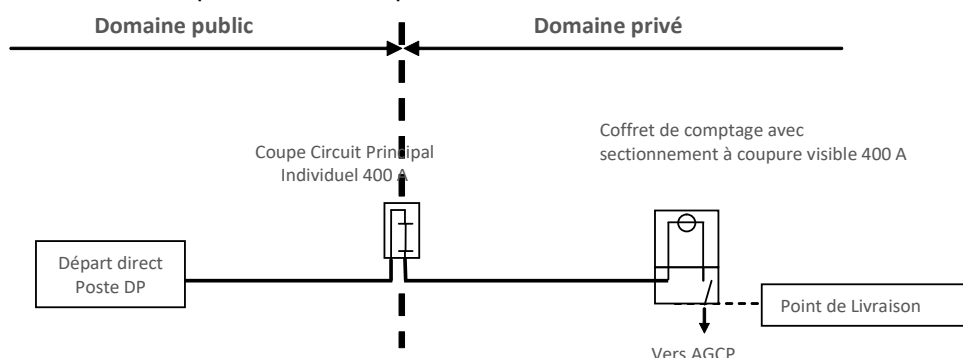 Domaine public
Domaine privé
Coupe Circuit Principal
Individuel 400 A
Coffret de comptage avec
sectionnement à coupure visible 400 A
Départ direct
Poste DP
Point de Livraison
Vers AGCP